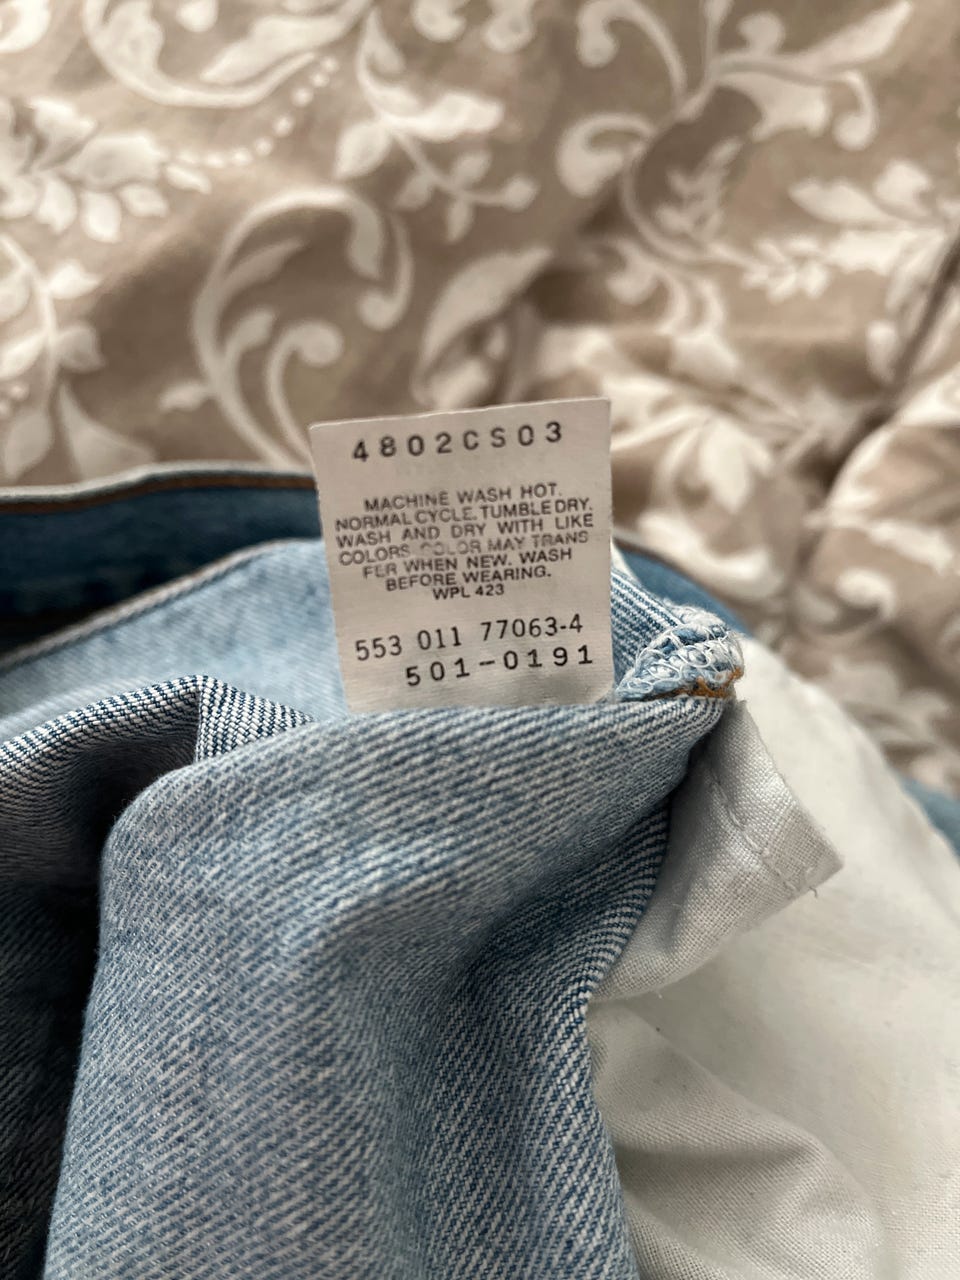 4802CS03
MACHINE WASH HOT.
NORMAL CYCLE. TUMBLE DRY.
WASH AND DRY WITH LIKE
COLORS. COLOR MAY TRANS
FER WHEN NEW. WASH
BEFORE WEARING.
WPL 423
553 011 77063-4
501-0191